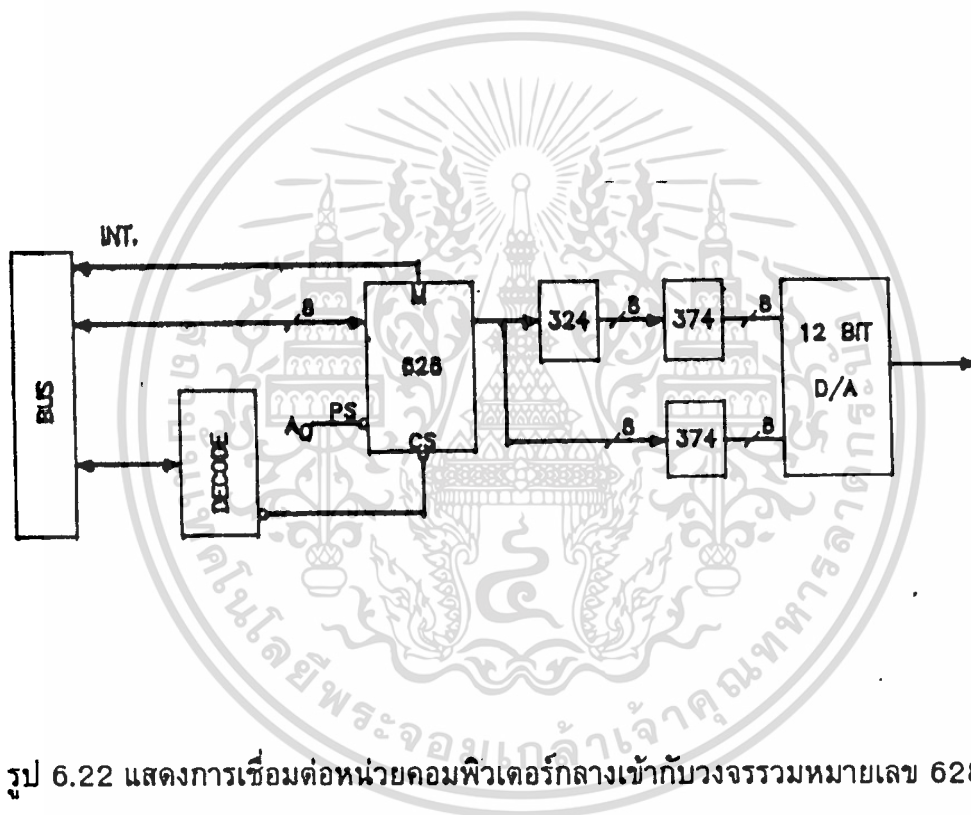 INT.
8
BUS
DECODE
A
PS
M
628
CS
324
8
374
8
8
374
8
12 BIT
D/A
รูป 6.22 แสดงการเชื่อมต่อหน่วยคอมพิวเตอร์กลางเข้ากับวงจรรวมหมายเลข 628